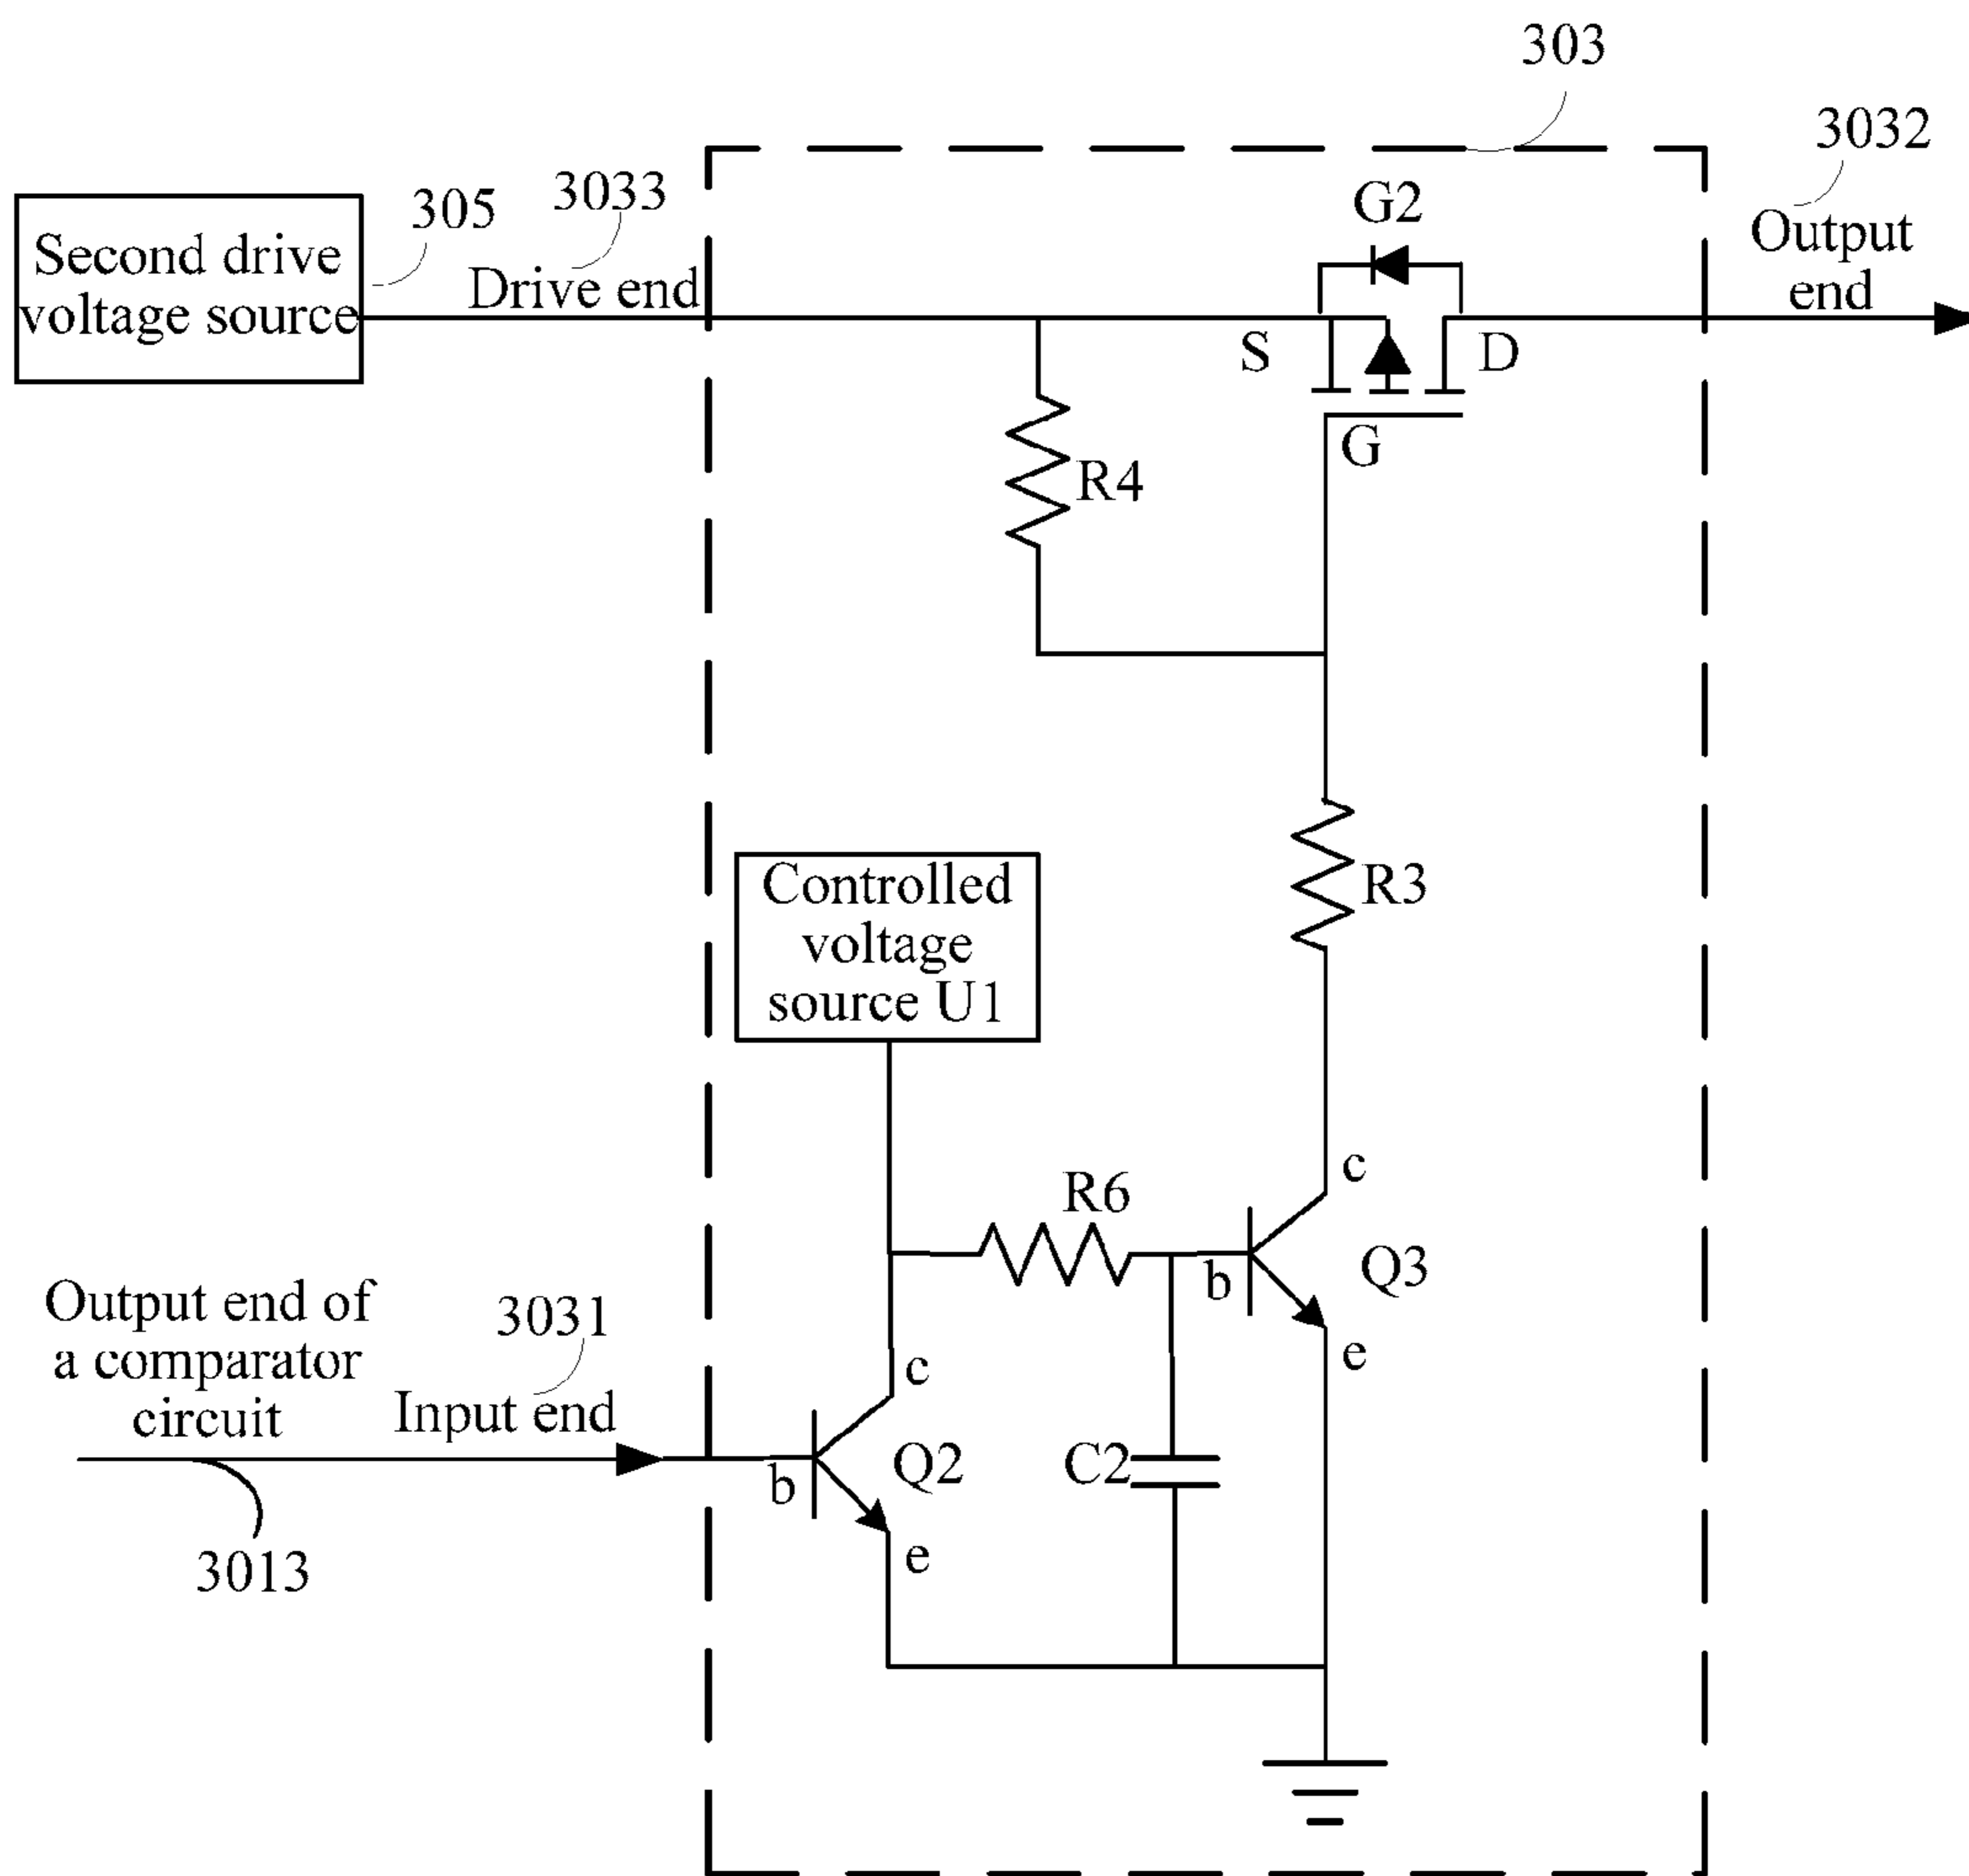 303
3032
G2
Output
end
3033
305
Second drive
voltage source
Drive end
S
D
G
R4
Controlled
voltage
source U1
R3
c
R6
Q3
b
e
Output end of
a comparator
circuit
3031
Input end
c
Q2
C2
b
e
3013